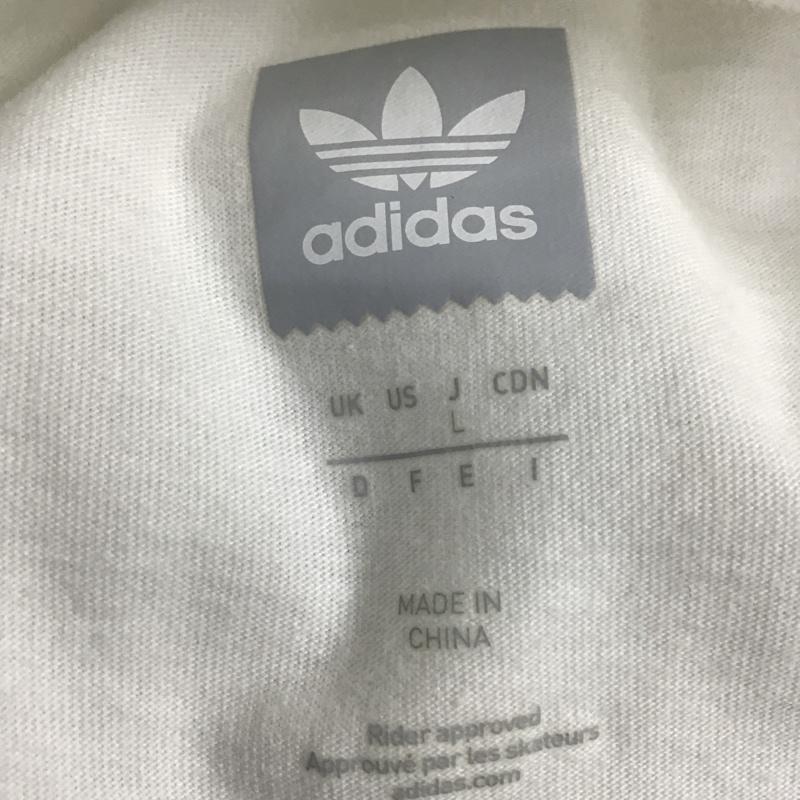 adidas
UK US J CDN
L
D F E I
MADE IN
CHINA
Rider approved
Approuvé par les skateurs
adidas.com